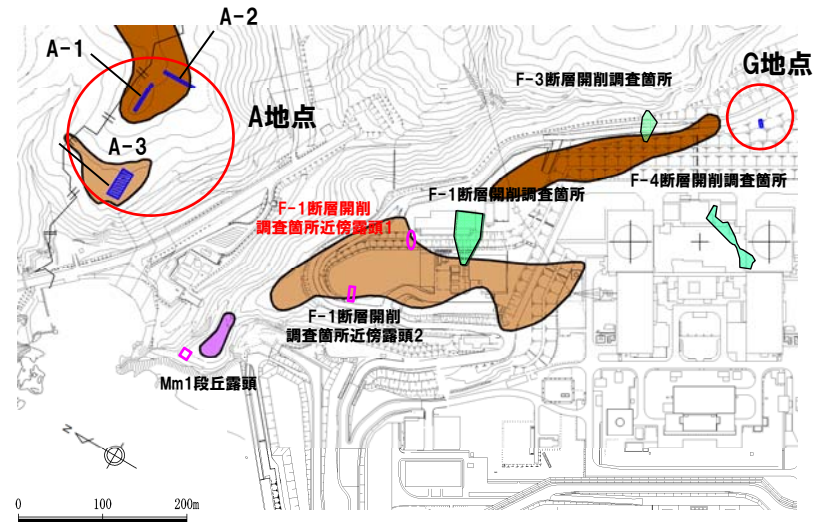 A-1
A-2
G地点
F-3断層開削調査箇所
A地点
A-3
F-4断層開削調査箇所
F-1断層開削調査箇所
F-1断層開削
調査箇所近傍露頭1
F-1断層開削
調査箇所近傍露頭2
Mm1段丘露頭
N
0 100 200m